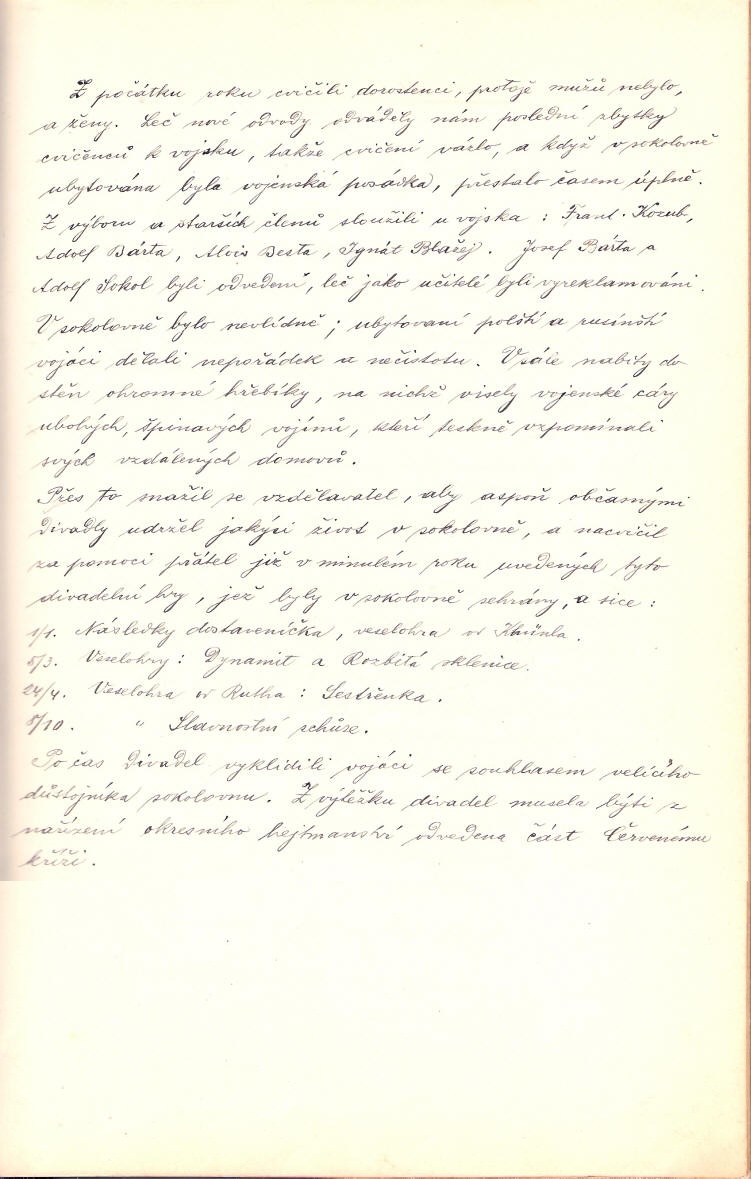 Z počátku roku cvičili dorostenci, protože mužů nebylo,
a ženy. Leč nové odvody odváděly nám poslední zbytky
cvičenců k vojsku, takže cvičení vázlo, a když v sokolovně
ubytována byla vojenská posádka, přestalo časem úplně.
Z výboru a starších členů sloužili u vojska: Frant. Kozub,
Adolf Bárta, Alois Besta, Ignát Blažej. Josef Bárta a
Adolf Sokol byli odvedeni, leč jako učitelé byli vyreklamováni.
V sokolovně bylo nevlídně; ubytovaní polští a rusínští
vojáci dělali nepořádek a nečistotu. V sále nabity do
stěn ohromné hřebíky, na nichž visely vojenské cáry
ubohých, špinavých vojínů, kteří teskně vzpomínali
svých vzdálených domovů.
Přes to snažil se vzdělavatel, aby aspoň občasnými
divadly udržel jakýsi život v sokolovně, a nacvičil
za pomoci přátel již v minulém roku uvedených tyto
divadelní hry, jež byly v sokolovně sehrány, a sice:
1/1. Následky dostaveníčka, veselohra od
5/3. Veselohry: Dynamit a Rozbitá sklenice.
24/4. Veselohra od Rutha: Sestřenka.
8/10. " Slavnostní schůze.
Po čas divadel vyklidili vojáci se souhlasem velícího
důstojníka sokolovnu. Z výtěžku divadel musela býti z
nařízení okresního hejtmanství odvedena část Červenému
kříži.